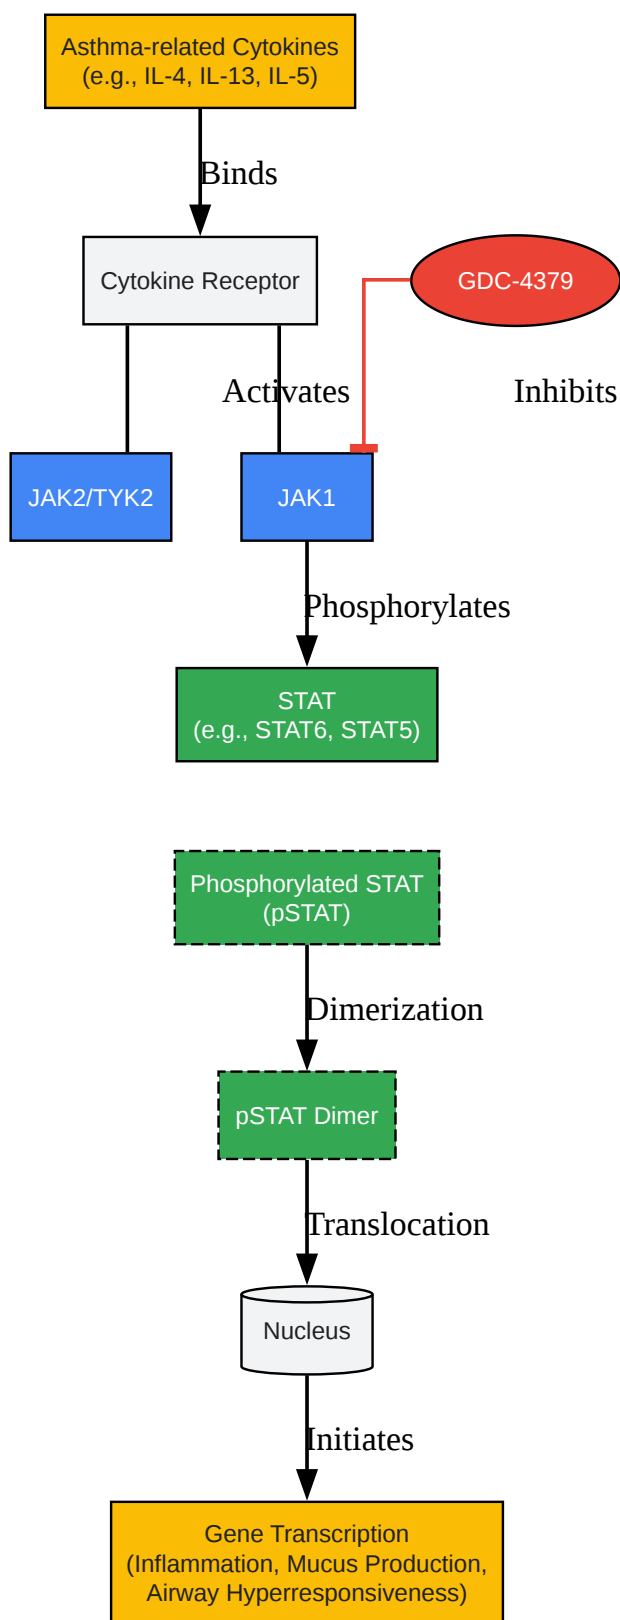 Asthma-related Cytokines
(e.g., IL-4, IL-13, IL-5)
Binds
Cytokine Receptor
GDC-4379
Activates
Inhibits
JAK2/TYK2
JAK1
Phosphorylates
STAT
(e.g., STAT6, STAT5)
Phosphorylated STAT
(pSTAT)
Dimerization
pSTAT Dimer
Translocation
Nucleus
Initiates
Gene Transcription
(Inflammation, Mucus Production,
Airway Hyperresponsiveness)